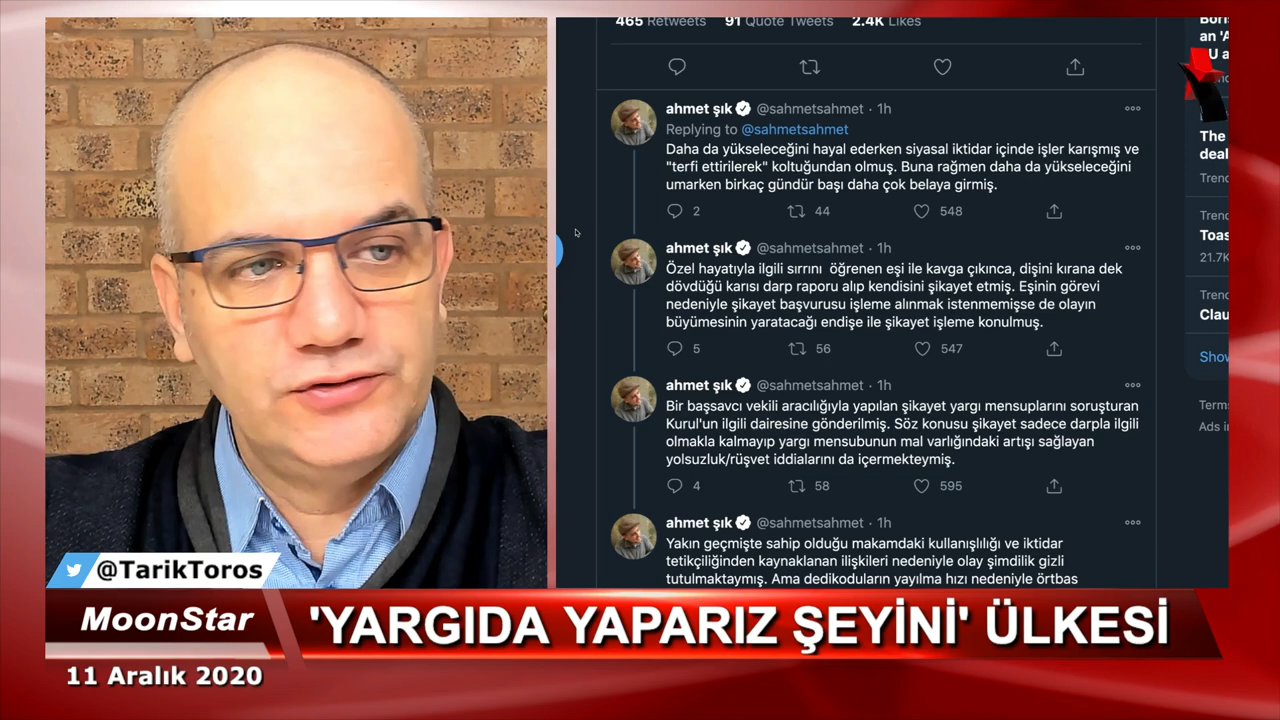 465 Retweets 91 Quote Tweets 2.4K Likes
ahmet şık @sahmetsahmet · 1h
Replying to @sahmetsahmet
Daha da yükseleceğini hayal ederken siyasal iktidar içinde işler karışmış ve
"terfi ettirilerek" koltuğundan olmuş. Buna rağmen daha da yükseleceğini
umarken birkaç gündür başı daha çok belaya girmiş.
2 44 548
ahmet şık @sahmetsahmet · 1h
Özel hayatıyla ilgili sırrını öğrenen eşi ile kavga çıkınca, dişini kırana dek
dövdüğü karısı darp raporu alıp kendisini şikayet etmiş. Eşinin görevi
nedeniyle şikayet başvurusu işleme alınmak istenmemişse de olayın
büyümesinin yaratacağı endişe ile şikayet işleme konulmuş.
5 56 547
ahmet şık @sahmetsahmet · 1h
Bir başsavcı vekili aracılığıyla yapılan şikayet yargı mensuplarını soruşturan
Kurul'un ilgili dairesine gönderilmiş. Söz konusu şikayet sadece darpla ilgili
olmakla kalmayıp yargı mensubunun mal varlığındaki artışı sağlayan
yolsuzluk/rüşvet iddialarını da içermekteymiş.
4 58 595
ahmet şık @sahmetsahmet · 1h
Yakın geçmişte sahip olduğu makamdaki kullanışlılığı ve iktidar
tetikçiliğinden kaynaklanan ilişkileri nedeniyle olay şimdilik gizli
tutulmaktaymış. Ama dedikoduların yayılma hızı nedeniyle örtbas
an 'A
The
deal
Trend
Trend
Toas
21.7K
Trend
Clau
Show
Terms
Ads in
@TarikToros
MoonStar
'YARGIDA YAPARIZ ŞEYİNİ' ÜLKESİ
11 Aralık 2020